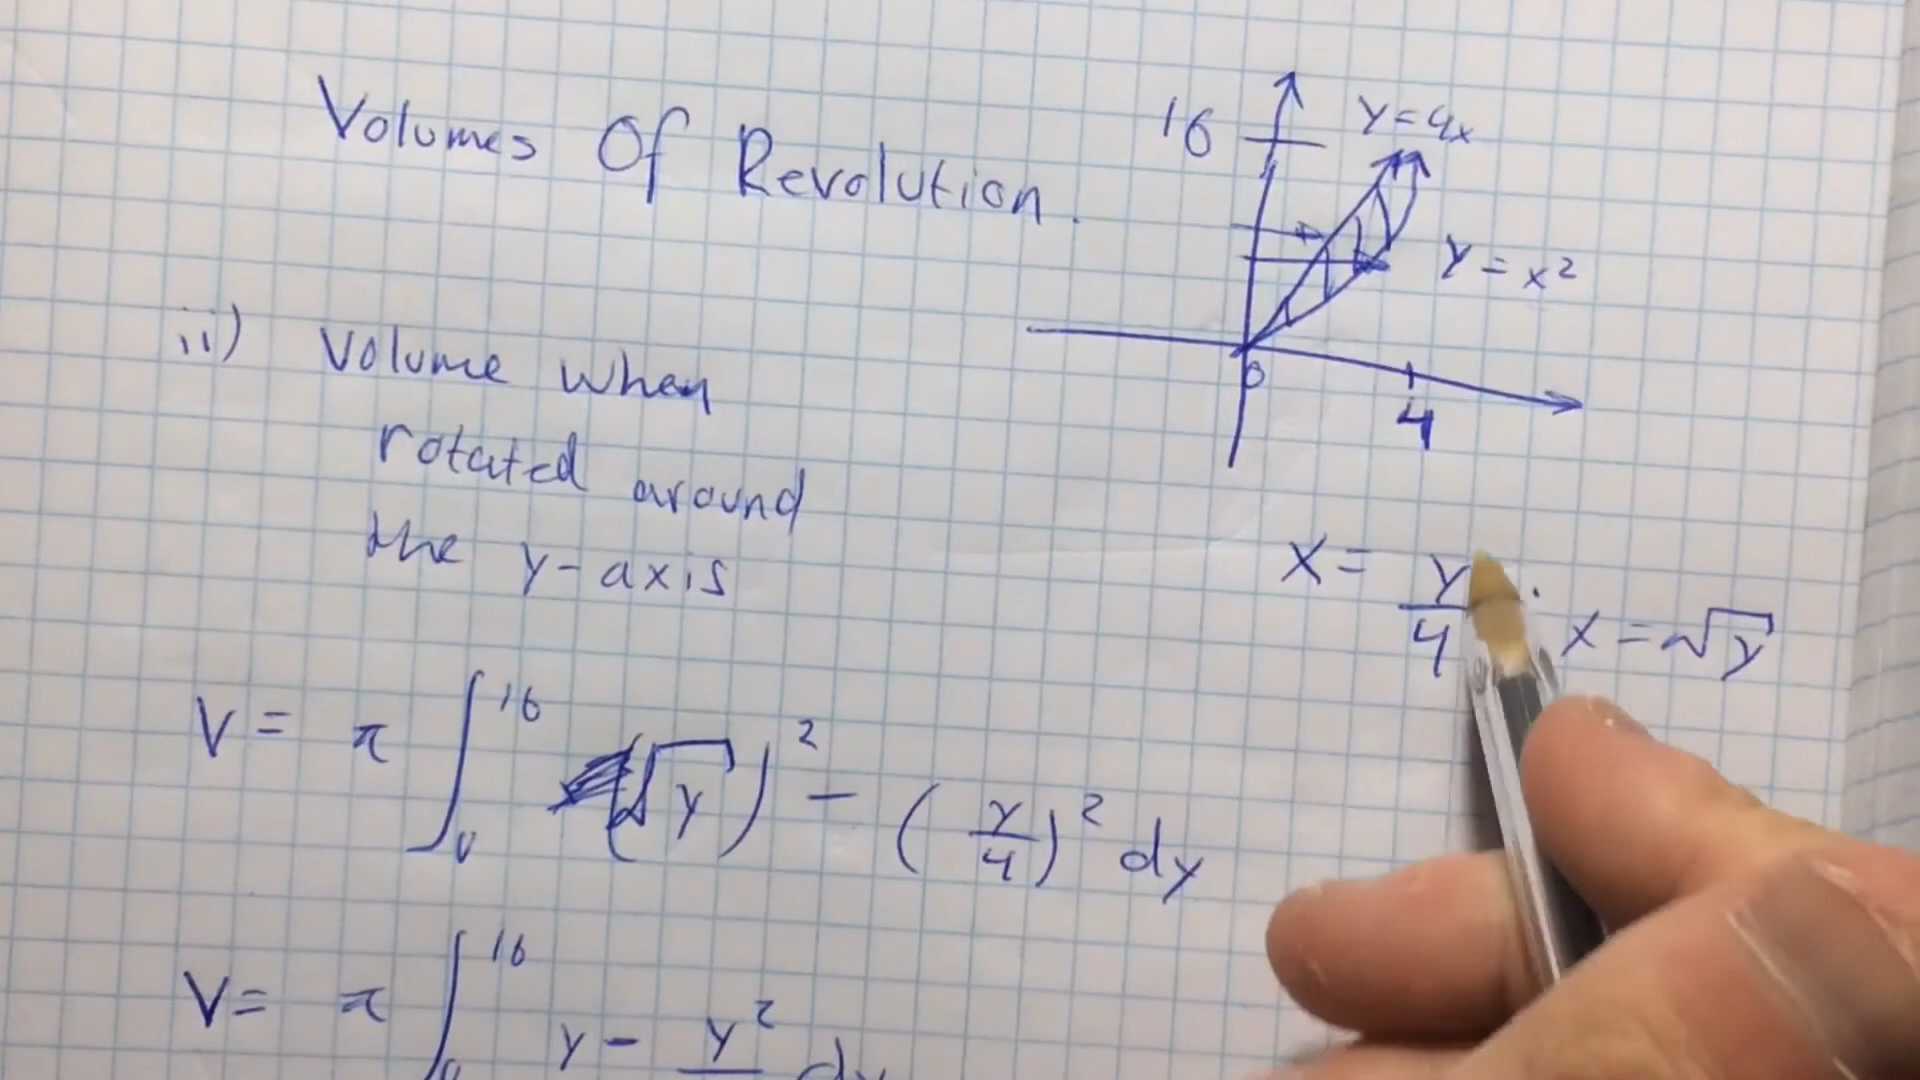 Volumes Of Revolution.
16
y=4x
y = x²
0
4
ii) Volume when
rotated around
the y-axis
x = y/4 . x = √y
V = π ∫₀¹⁶ (√y)² − (y/4)² dy
V = π ∫₀¹⁶ y − y² dy